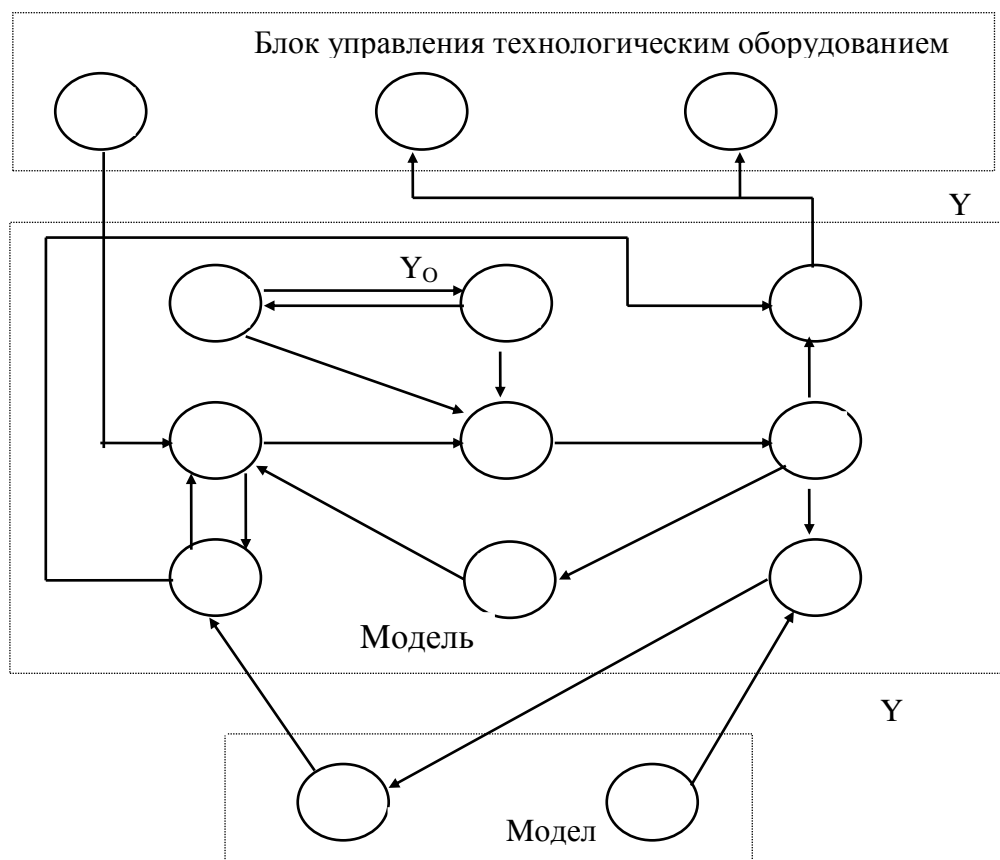 Блок управления технологическим оборудованием
Y
Yo
Модель
Y
Модел